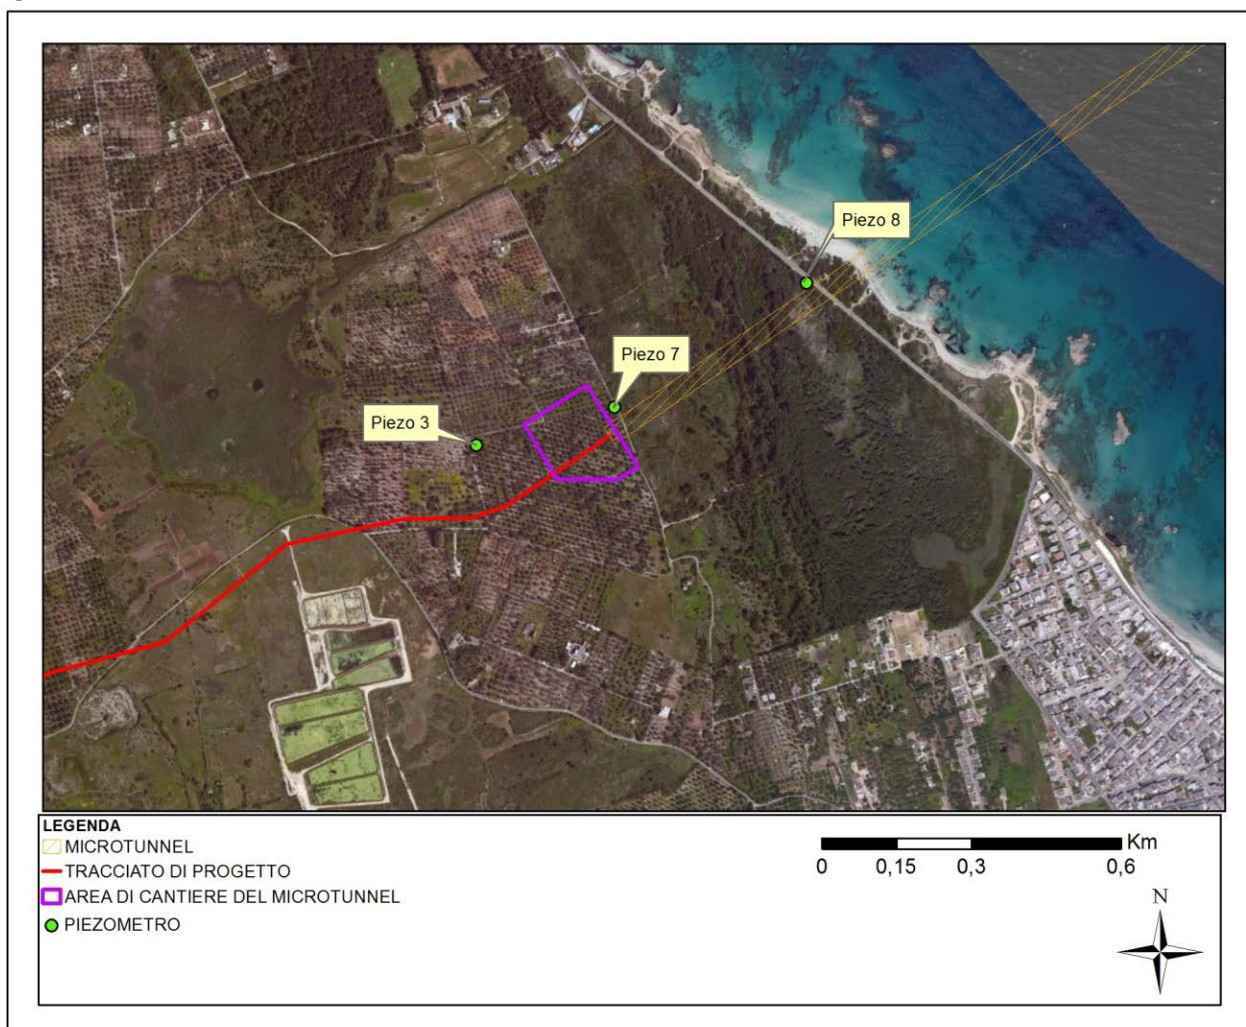 Piezo 8
Piezo 7
Piezo 3
LEGENDA
MICROTUNNEL
TRACCIATO DI PROGETTO
AREA DI CANTIERE DEL MICROTUNNEL
PIEZOMETRO
Km
0 0,15 0,3 0,6
N